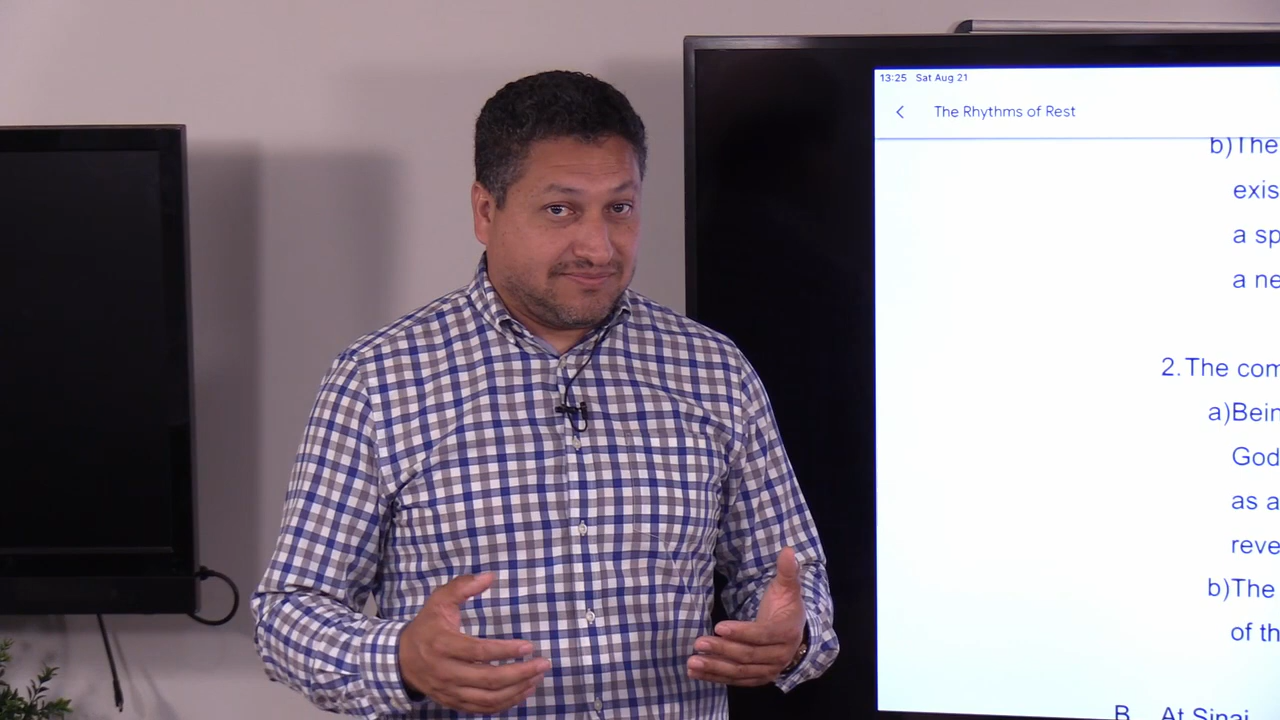 13:25 Sat Aug 21
The Rhythms of Rest
b) The
exis
a sp
a ne
2. The com
a) Bein
God
as a
reve
b) The
of th
B. At Sinai